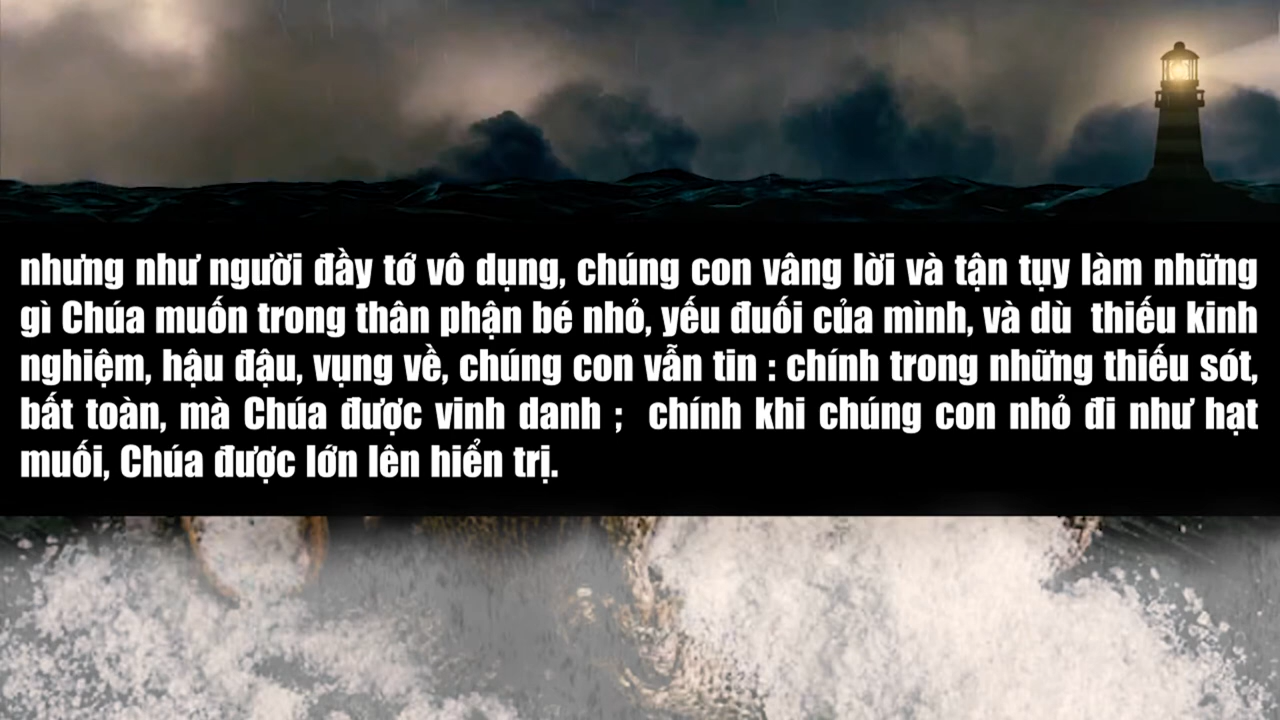 nhưng như người đầy tớ vô dụng, chúng con vâng lời và tận tụy làm những
gì Chúa muốn trong thân phận bé nhỏ, yếu đuối của mình, và dù  thiếu kinh
nghiệm, hậu đậu, vụng về, chúng con vẫn tin : chính trong những thiếu sót,
bất toàn, mà Chúa được vinh danh ;  chính khi chúng con nhỏ đi như hạt
muối, Chúa được lớn lên hiển trị.